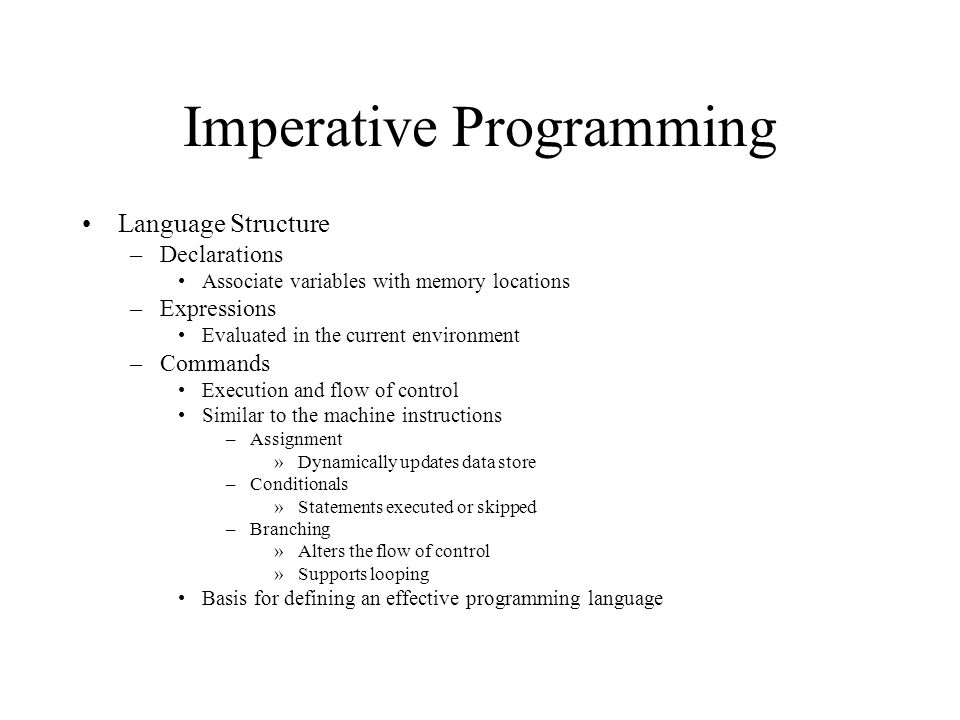 Imperative Programming
• Language Structure
– Declarations
• Associate variables with memory locations
– Expressions
• Evaluated in the current environment
– Commands
• Execution and flow of control
• Similar to the machine instructions
– Assignment
» Dynamically updates data store
– Conditionals
» Statements executed or skipped
– Branching
» Alters the flow of control
» Supports looping
• Basis for defining an effective programming language